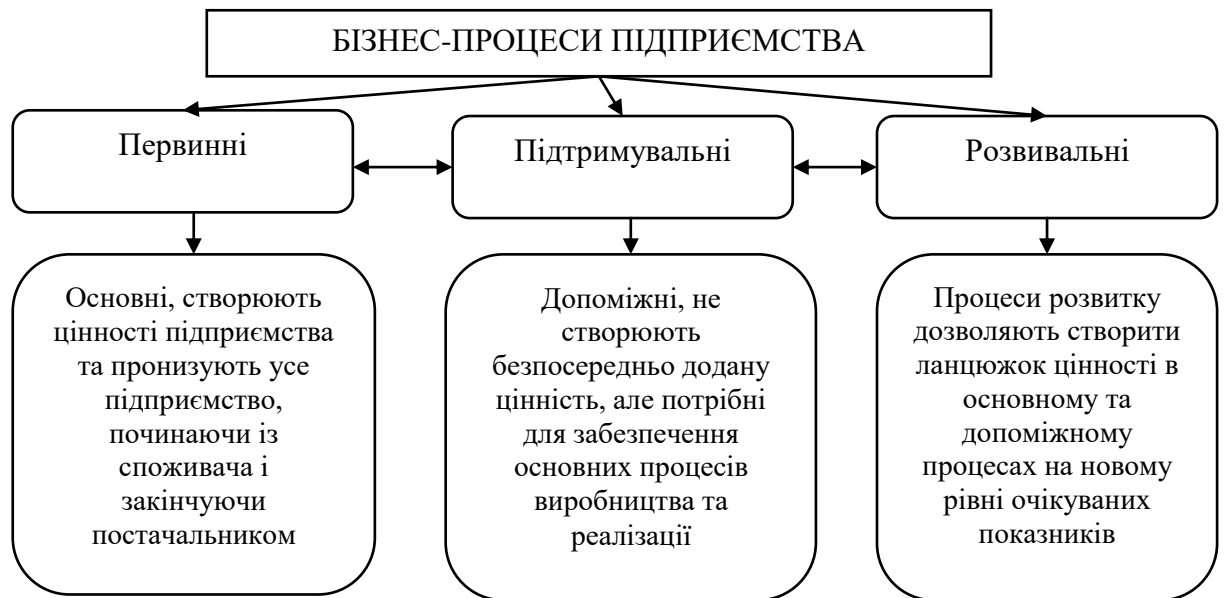 БІЗНЕС-ПРОЦЕСИ ПІДПРИЄМСТВА
Первинні
Підтримувальні
Розвивальні
Основні, створюють
цінності підприємства
та пронизують усе
підприємство,
починаючи із
споживача і
закінчуючи
постачальником
Допоміжні, не
створюють
безпосередньо додану
цінність, але потрібні
для забезпечення
основних процесів
виробництва та
реалізації
Процеси розвитку
дозволяють створити
ланцюжок цінності в
основному та
допоміжному
процесах на новому
рівні очікуваних
показників